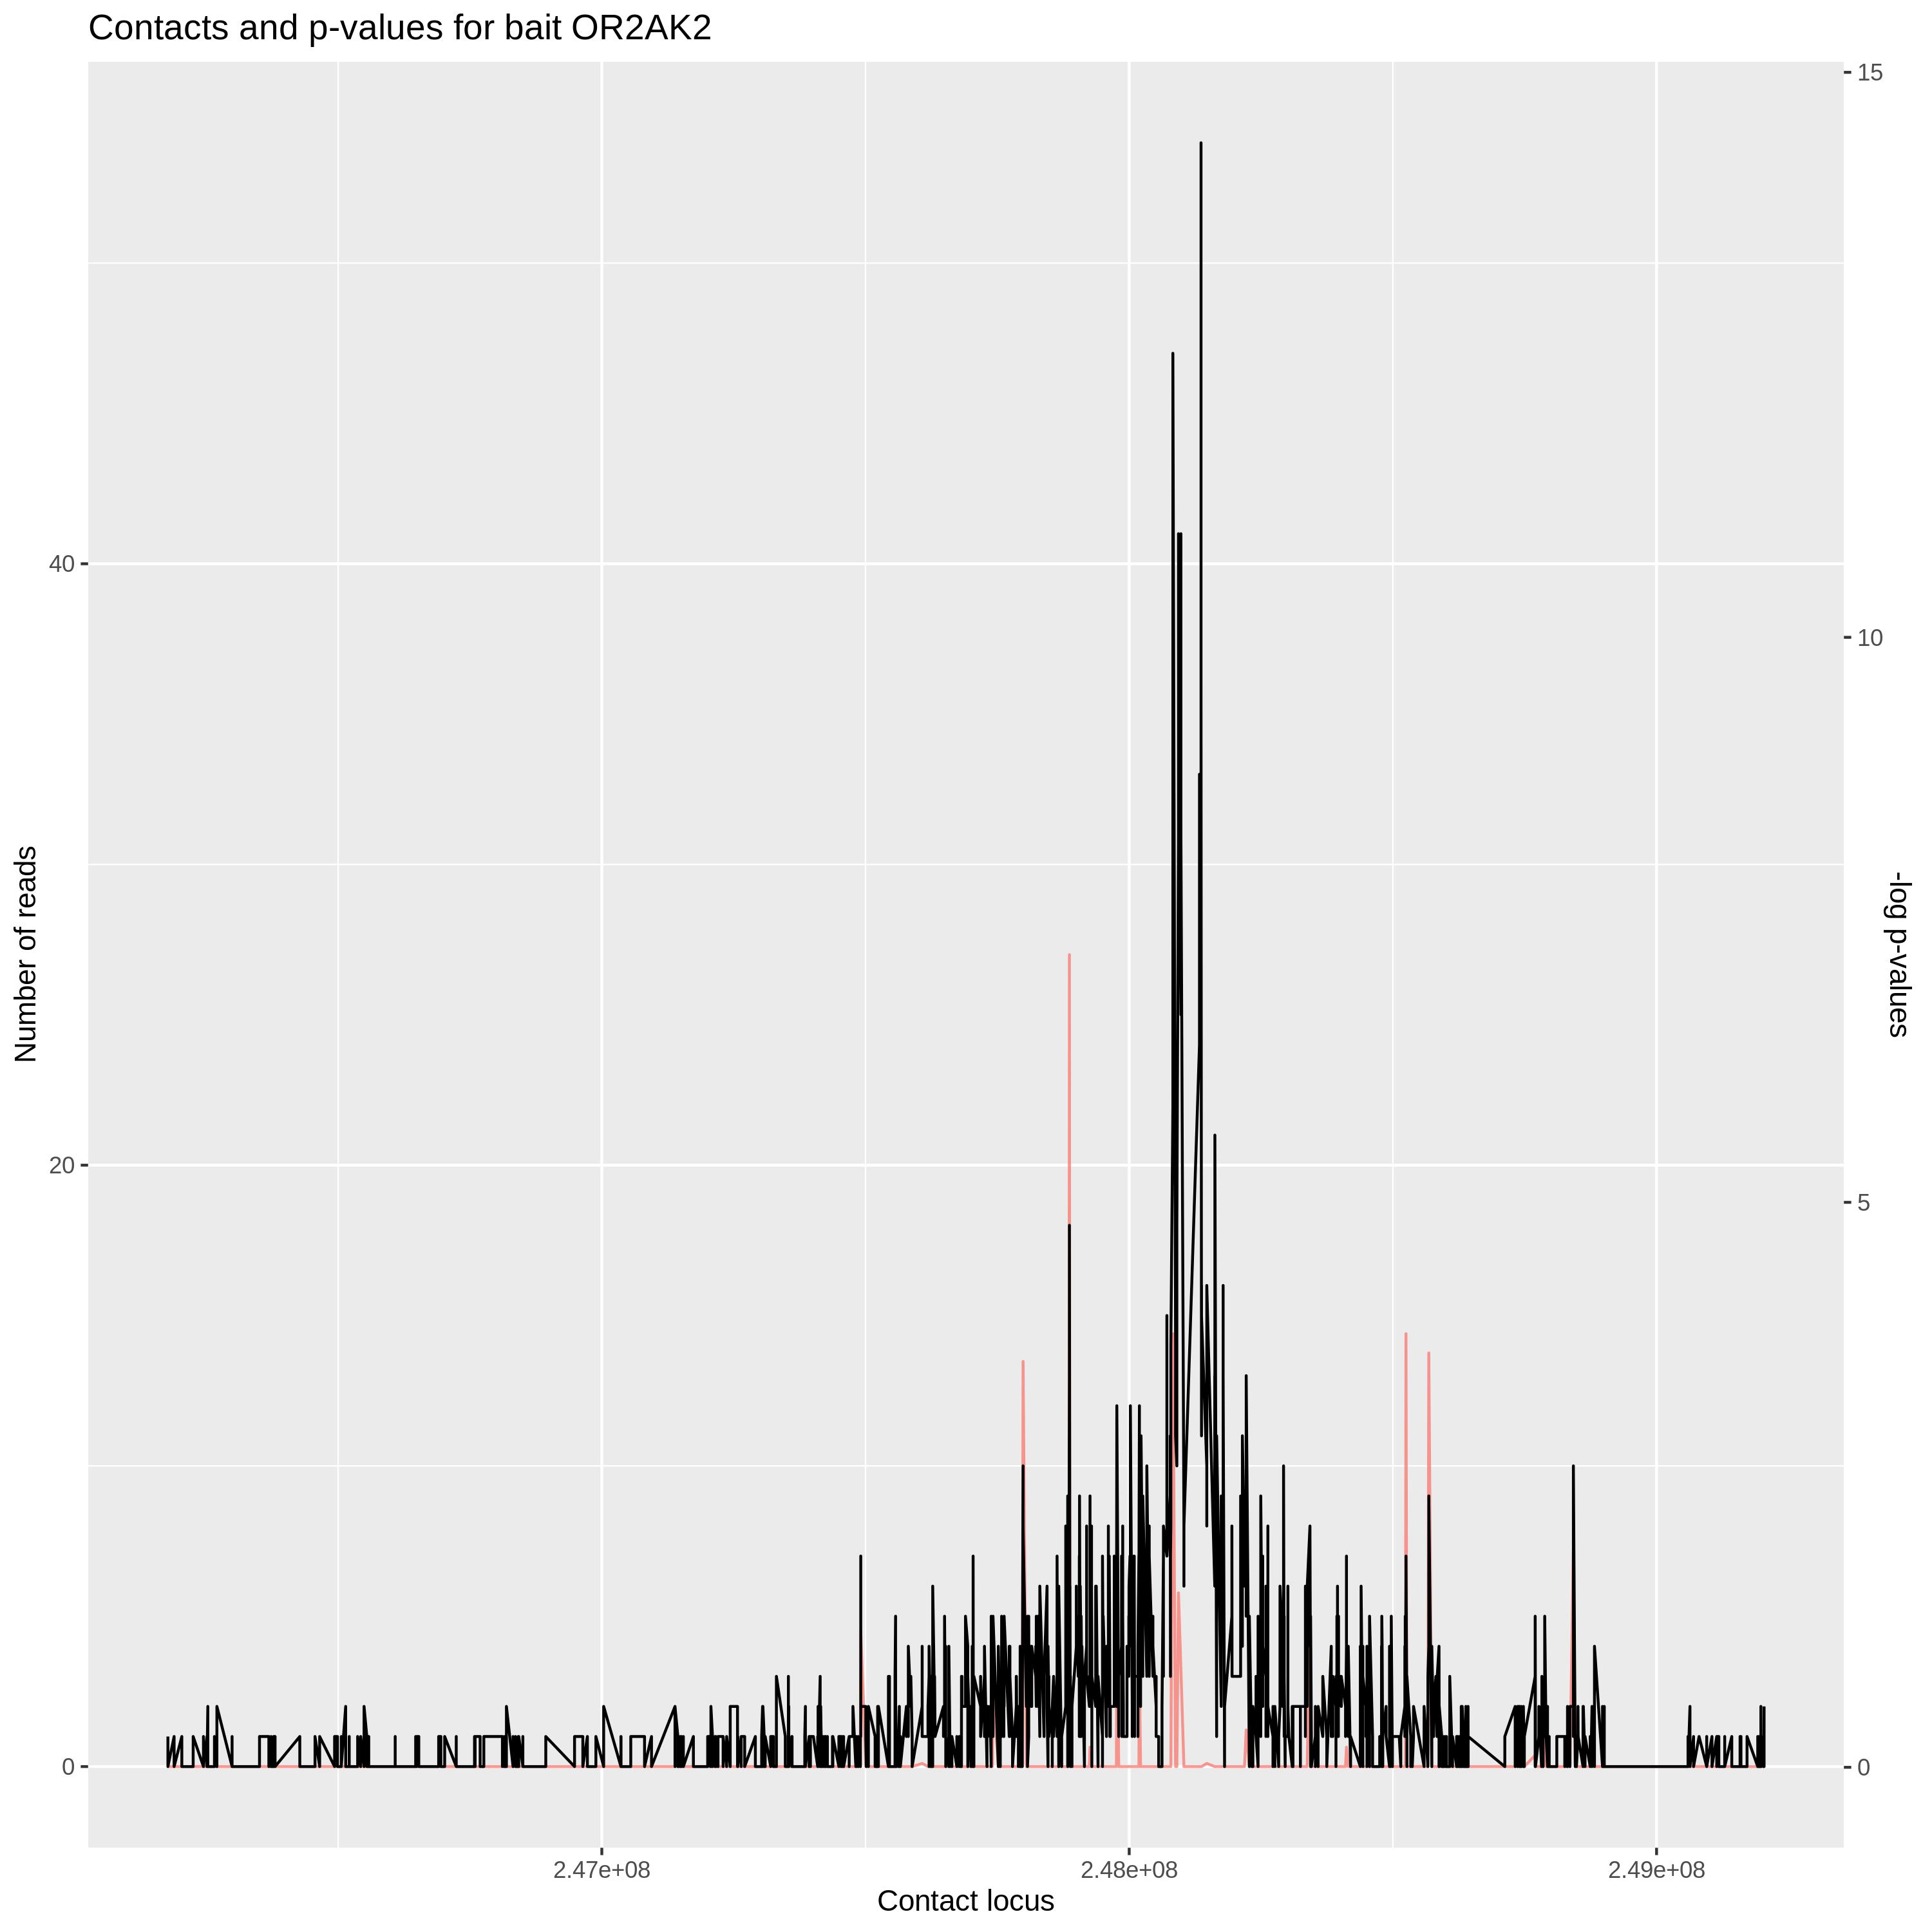 Contacts and p-values for bait OR2AK2
15
40
10
Number of reads
-log p-values
20
5
0
0
2.47e+08
2.48e+08
2.49e+08
Contact locus